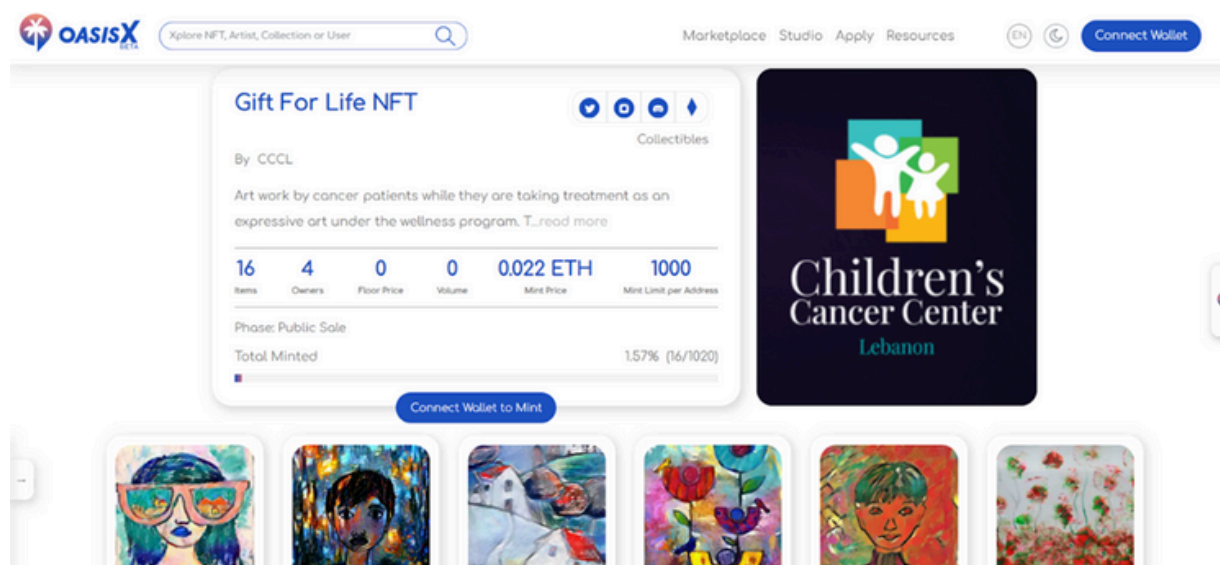 OASISX
BETA
Xplore NFT, Artist, Collection or User
Marketplace Studio Apply Resources
EN
Connect Wallet
Gift For Life NFT
Collectibles
By CCCL
Art work by cancer patients while they are taking treatment as an
expressive art under the wellness program. T...read more
16 4 0 0 0.022 ETH 1000
Items Owners Floor Price Volume Mint Price Mint Limit per Address
Phase: Public Sale
Total Minted 1.57% (16/1020)
Connect Wallet to Mint
Children's
Cancer Center
Lebanon